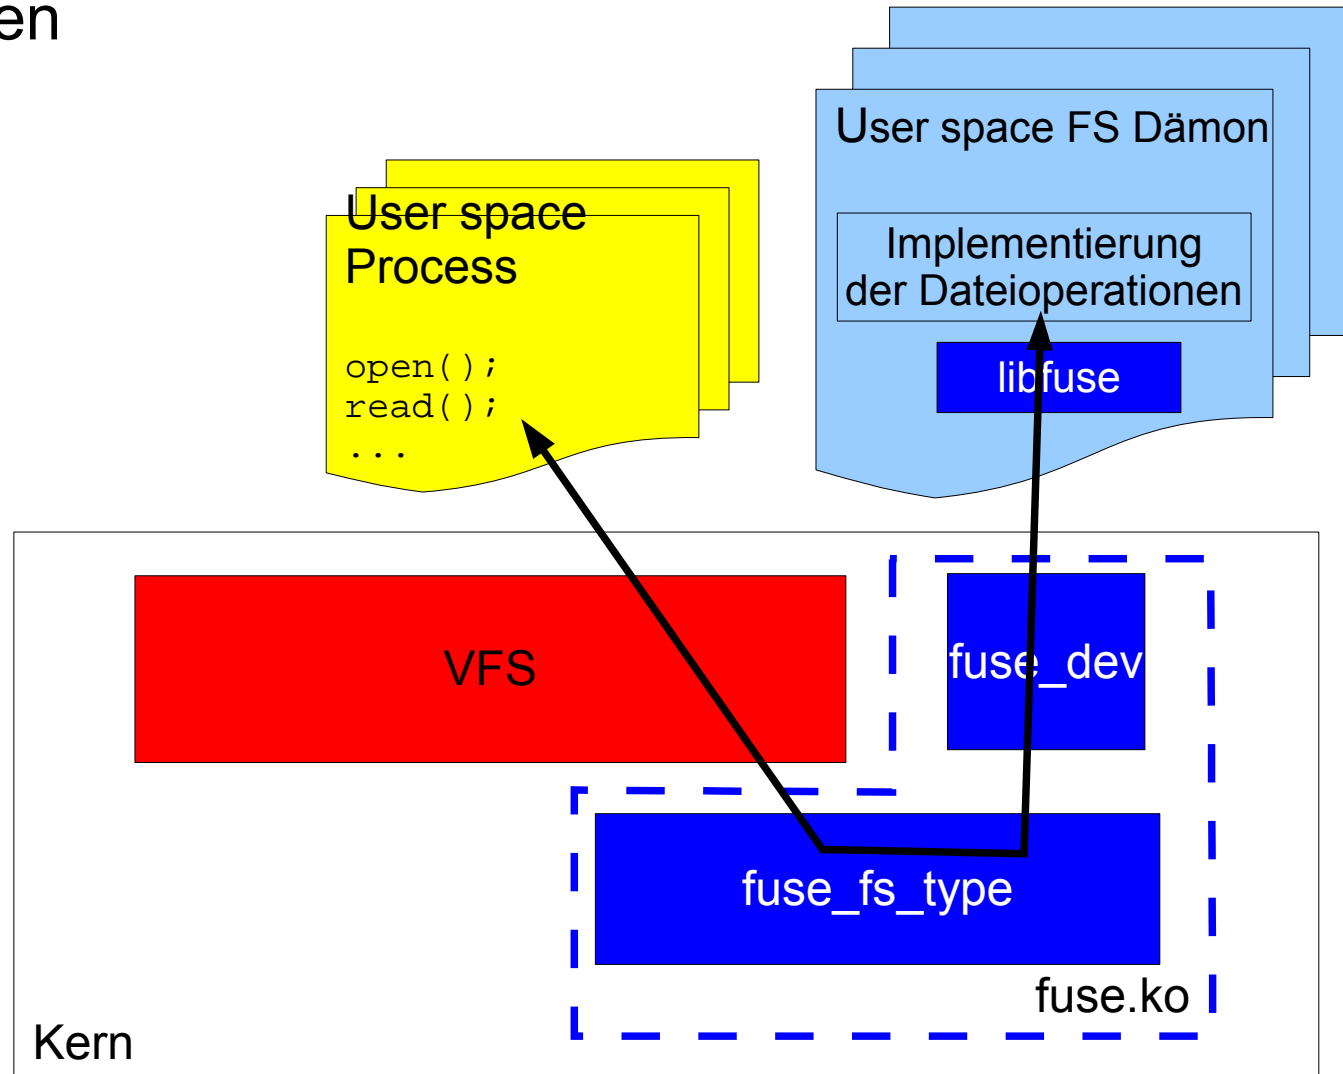 en
User space FS Dämon
Implementierung
der Dateioperationen
libfuse
User space
Process
open();
read();
...
VFS
fuse_dev
fuse_fs_type
fuse.ko
Kern